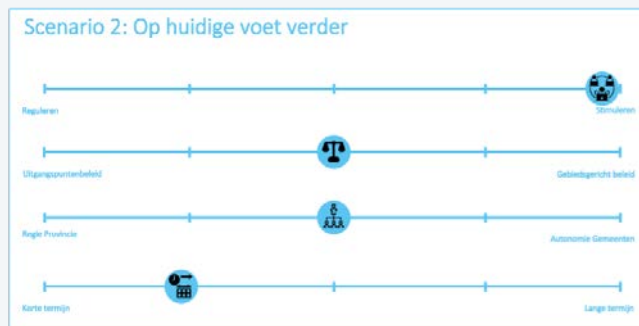 Scenario 2: Op huidige voet verder
Reguleren
Stimuleren
Uitgangspuntenbeleid
Gebiedsgericht beleid
Regie Provincie
Autonomie Gemeenten
Korte termijn
Lange termijn